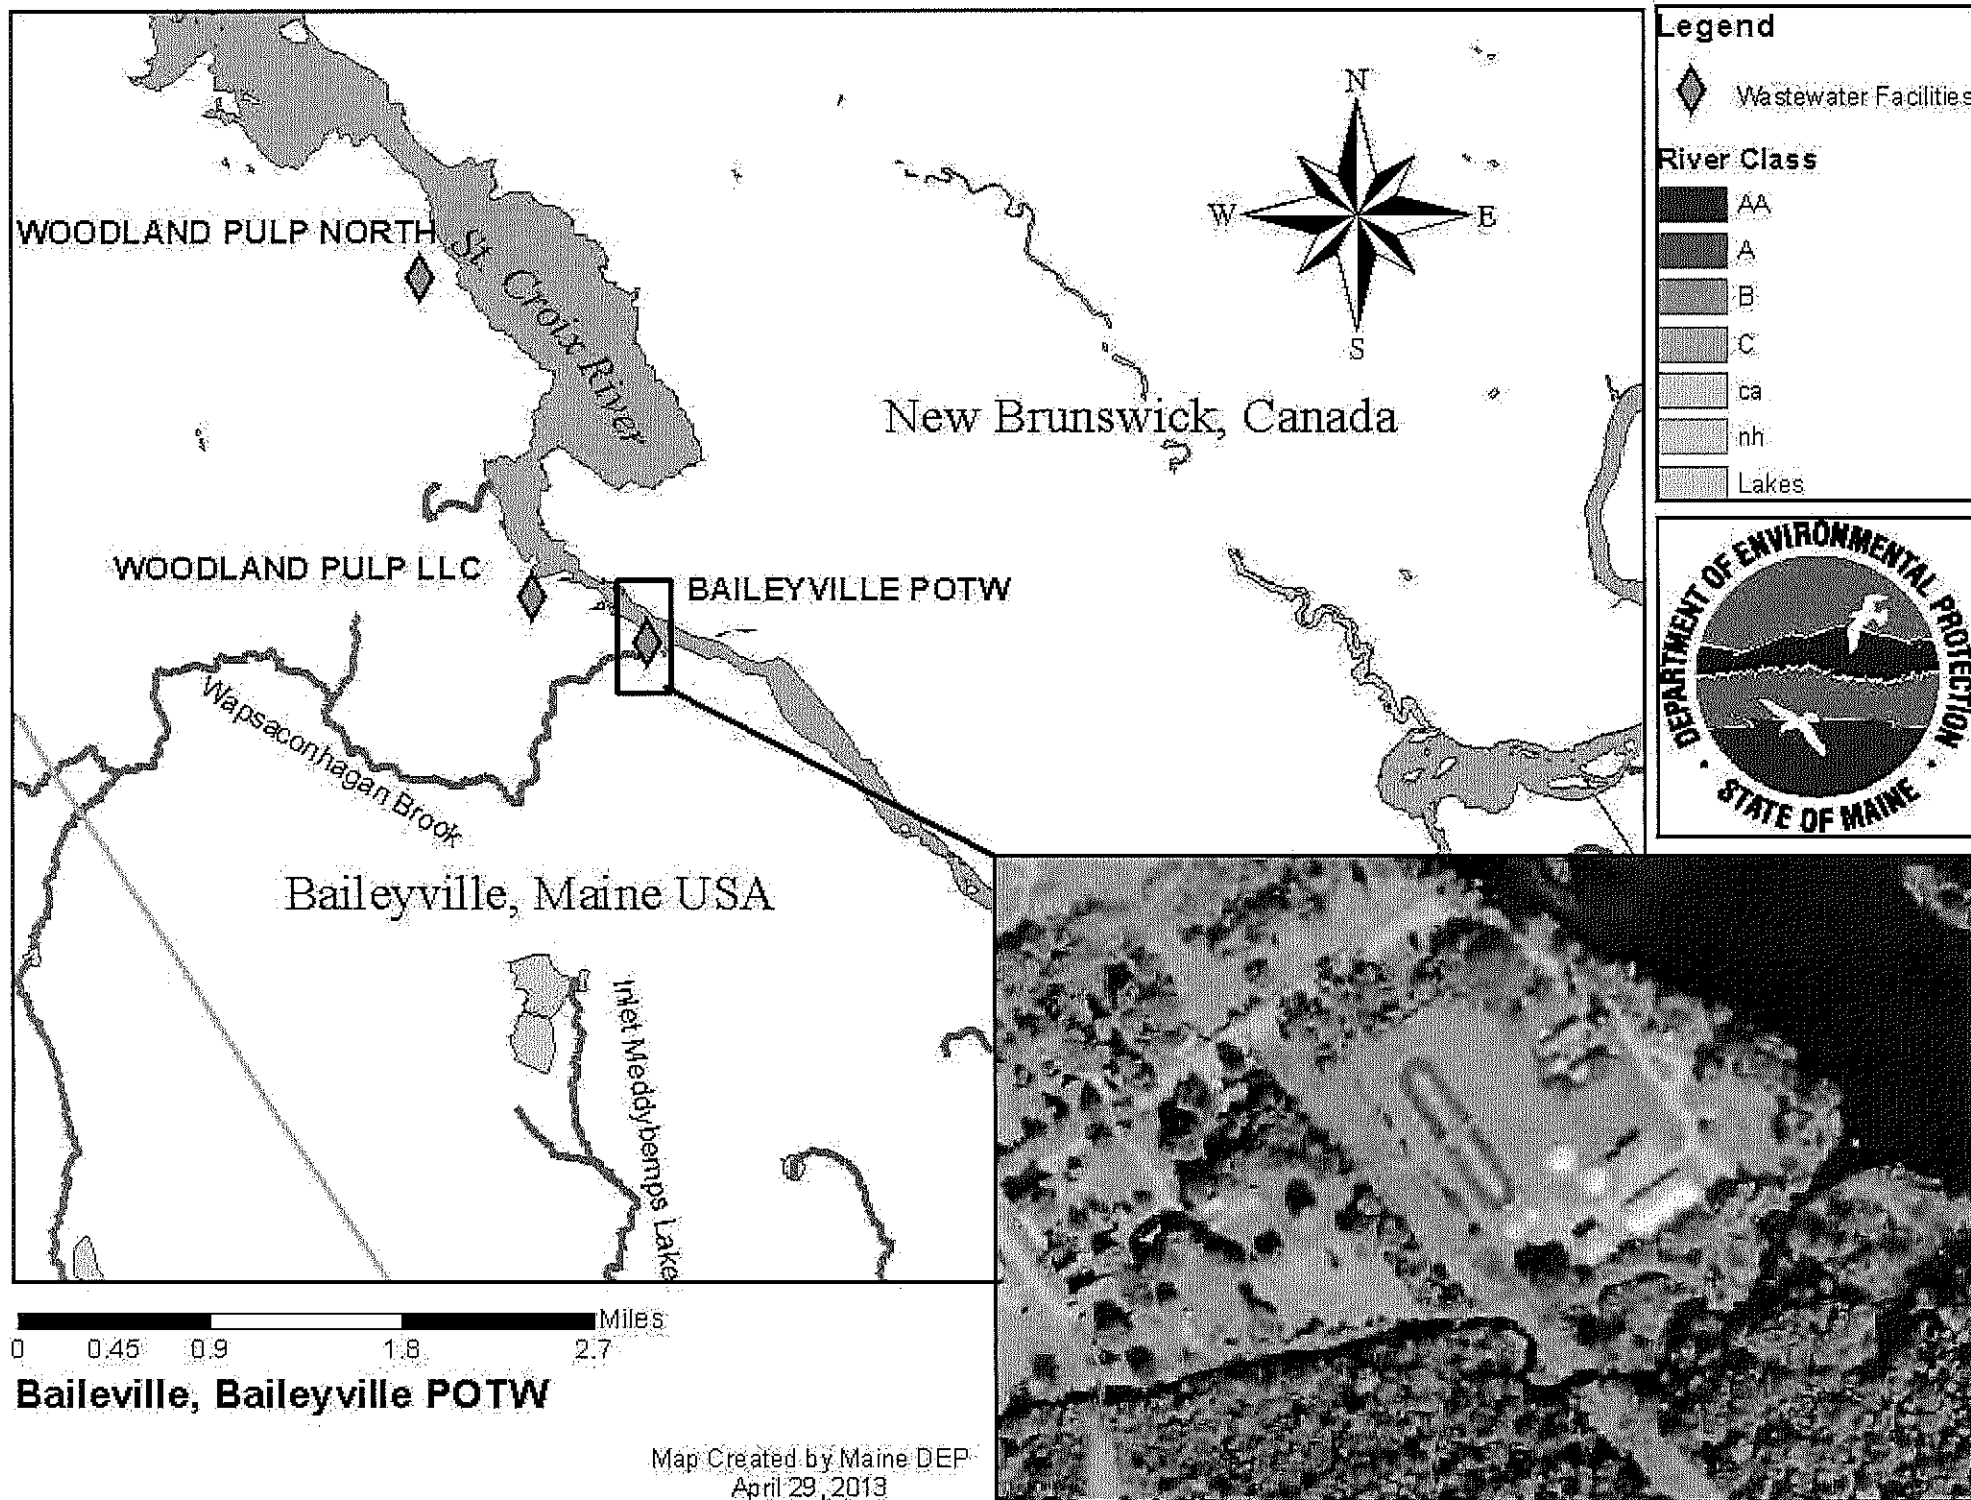 Legend
Wastewater Facilities
River Class
AA
A
B
C
ca
nh
Lakes
N
W
E
S
WOODLAND PULP NORTH
St. Croix River
New Brunswick, Canada
WOODLAND PULP LLC
BAILEYVILLE POTW
Wapsaconhagan Brook
Baileyville, Maine USA
Inlet Meddybemps Lake
DEPARTMENT OF ENVIRONMENTAL PROTECTION
STATE OF MAINE
Miles
0 0.45 0.9 1.8 2.7
Baileville, Baileyville POTW
Map Created by Maine DEP
April 29, 2013